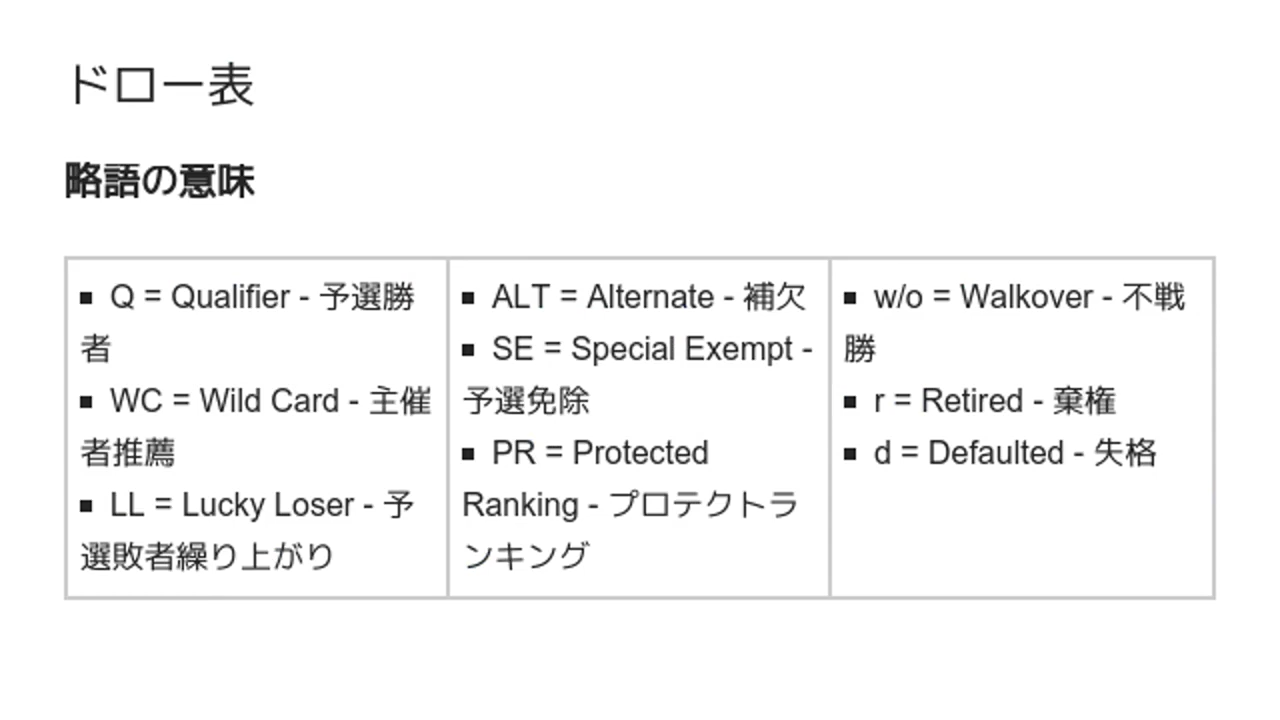 ドロー表
略語の意味
▪ Q = Qualifier - 予選勝
者
▪ WC = Wild Card - 主催
者推薦
▪ LL = Lucky Loser - 予
選敗者繰り上がり
▪ ALT = Alternate - 補欠
▪ SE = Special Exempt -
予選免除
▪ PR = Protected
Ranking - プロテクトラ
ンキング
▪ w/o = Walkover - 不戦
勝
▪ r = Retired - 棄権
▪ d = Defaulted - 失格